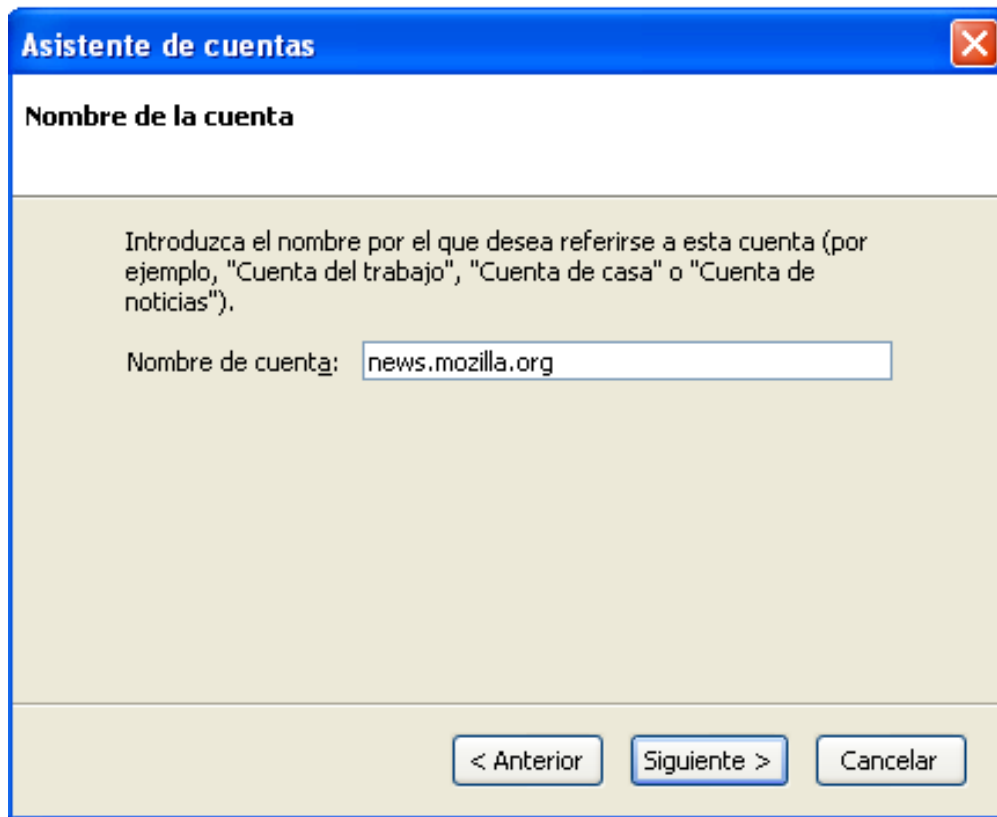 Asistente de cuentas
Nombre de la cuenta
Introduzca el nombre por el que desea referirse a esta cuenta (por
ejemplo, "Cuenta del trabajo", "Cuenta de casa" o "Cuenta de
noticias").
Nombre de cuenta: news.mozilla.org
< Anterior Siguiente > Cancelar